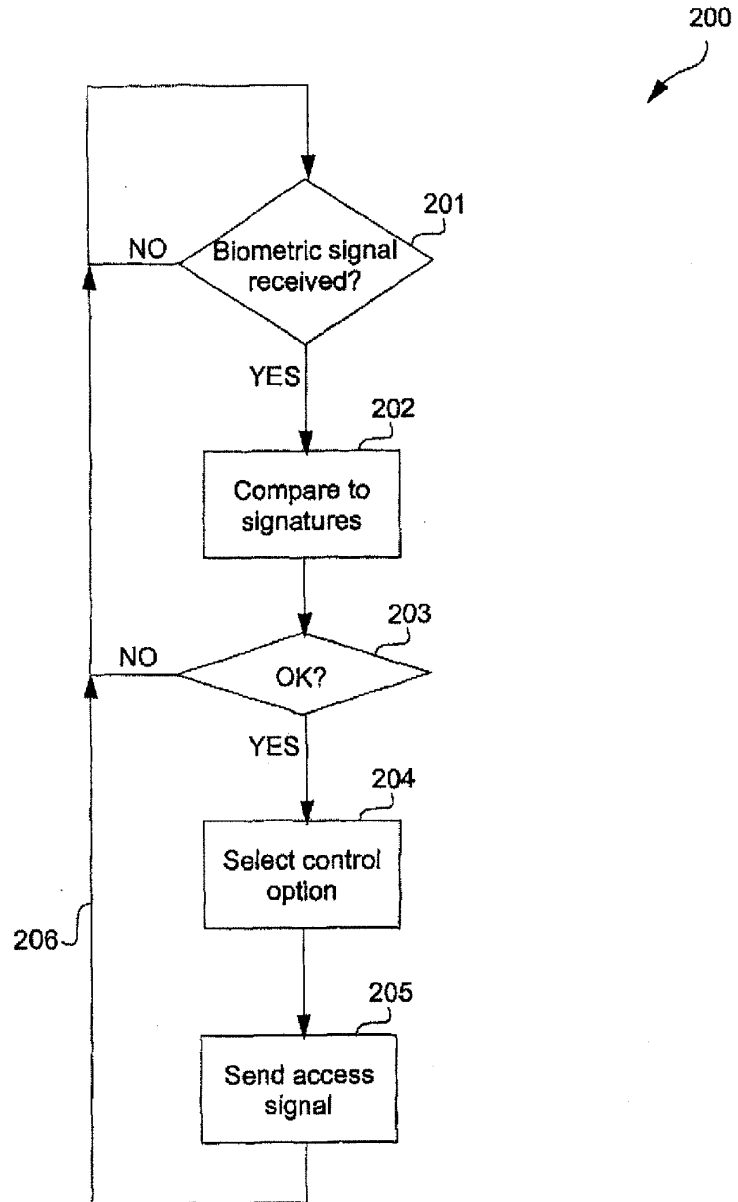 200
201
NO
Biometric signal
received?
YES
202
Compare to
signatures
203
NO
OK?
YES
204
Select control
option
206
205
Send access
signal